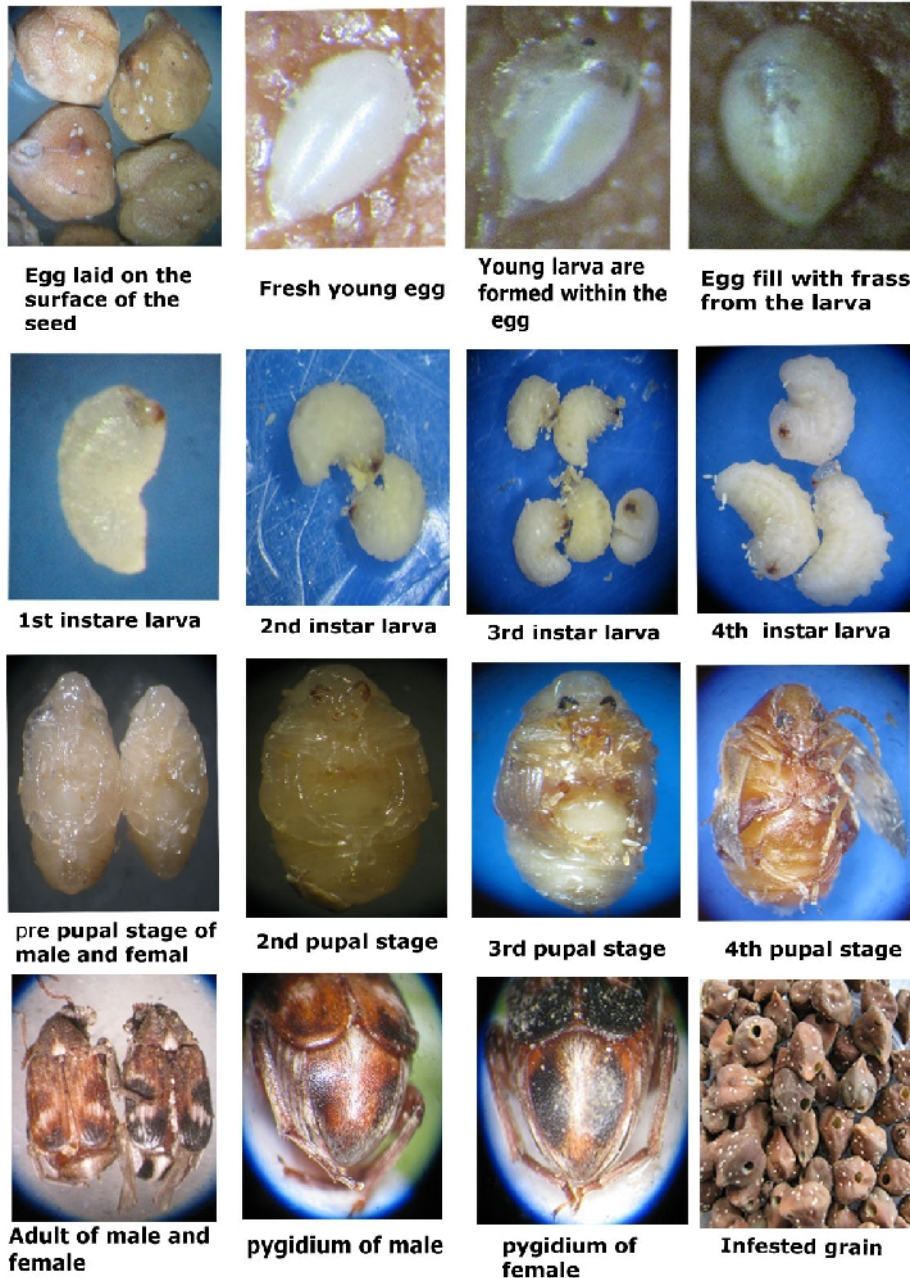 Egg laid on the
surface of the
seed
Fresh young egg
Young larva are
formed within the
egg
Egg fill with frass
from the larva
1st instare larva
2nd instar larva
3rd instar larva
4th instar larva
pre pupal stage of
male and femal
2nd pupal stage
3rd pupal stage
4th pupal stage
Adult of male and
female
pygidium of male
pygidium of
female
Infested grain